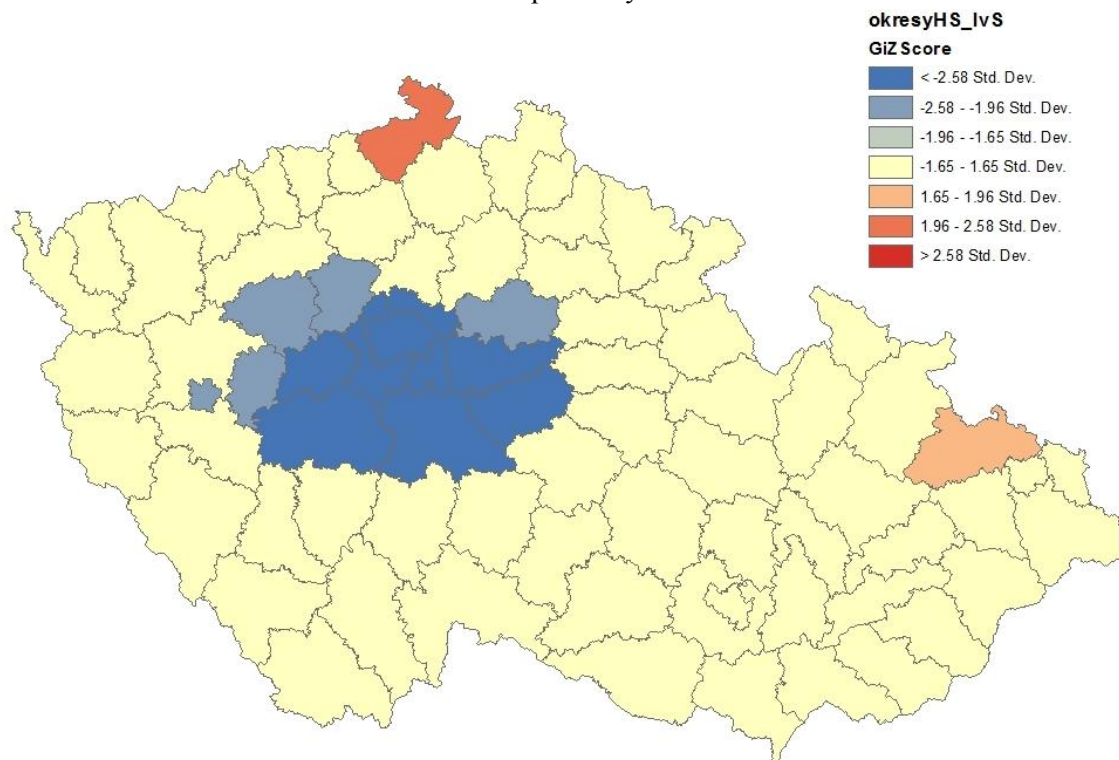 okresyHS_IvS
GiZScore
< -2.58 Std. Dev.
-2.58 - -1.96 Std. Dev.
-1.96 - -1.65 Std. Dev.
-1.65 - 1.65 Std. Dev.
1.65 - 1.96 Std. Dev.
1.96 - 2.58 Std. Dev.
> 2.58 Std. Dev.